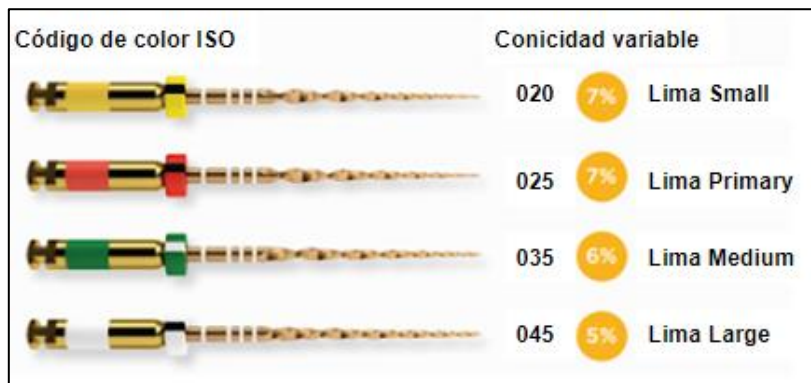 Código de color ISO Conicidad variable
020 7% Lima Small
025 7% Lima Primary
035 6% Lima Medium
045 5% Lima Large